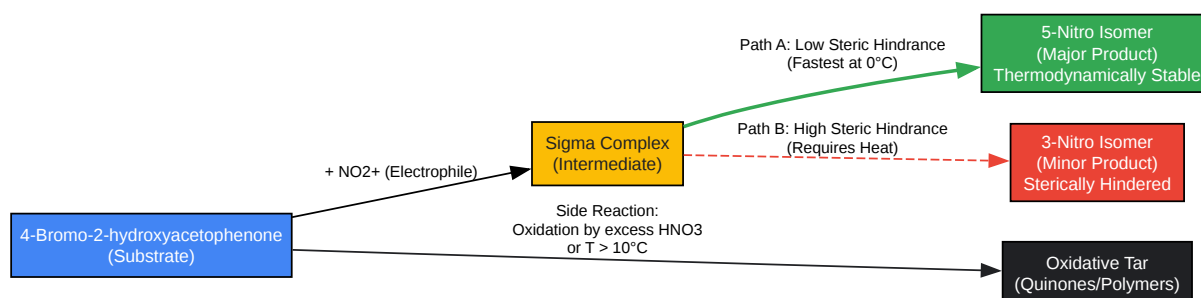 5-Nitro Isomer
(Major Product)
Thermodynamically Stable
Path A: Low Steric Hindrance
(Fastest at 0°C)
Path B: High Steric Hindrance
(Requires Heat)
3-Nitro Isomer
(Minor Product)
Sterically Hindered
Sigma Complex
(Intermediate)
+ NO2+ (Electrophile)
4-Bromo-2-hydroxyacetophenone
(Substrate)
Side Reaction:
Oxidation by excess HNO3
or T > 10°C
Oxidative Tar
(Quinones/Polymers)